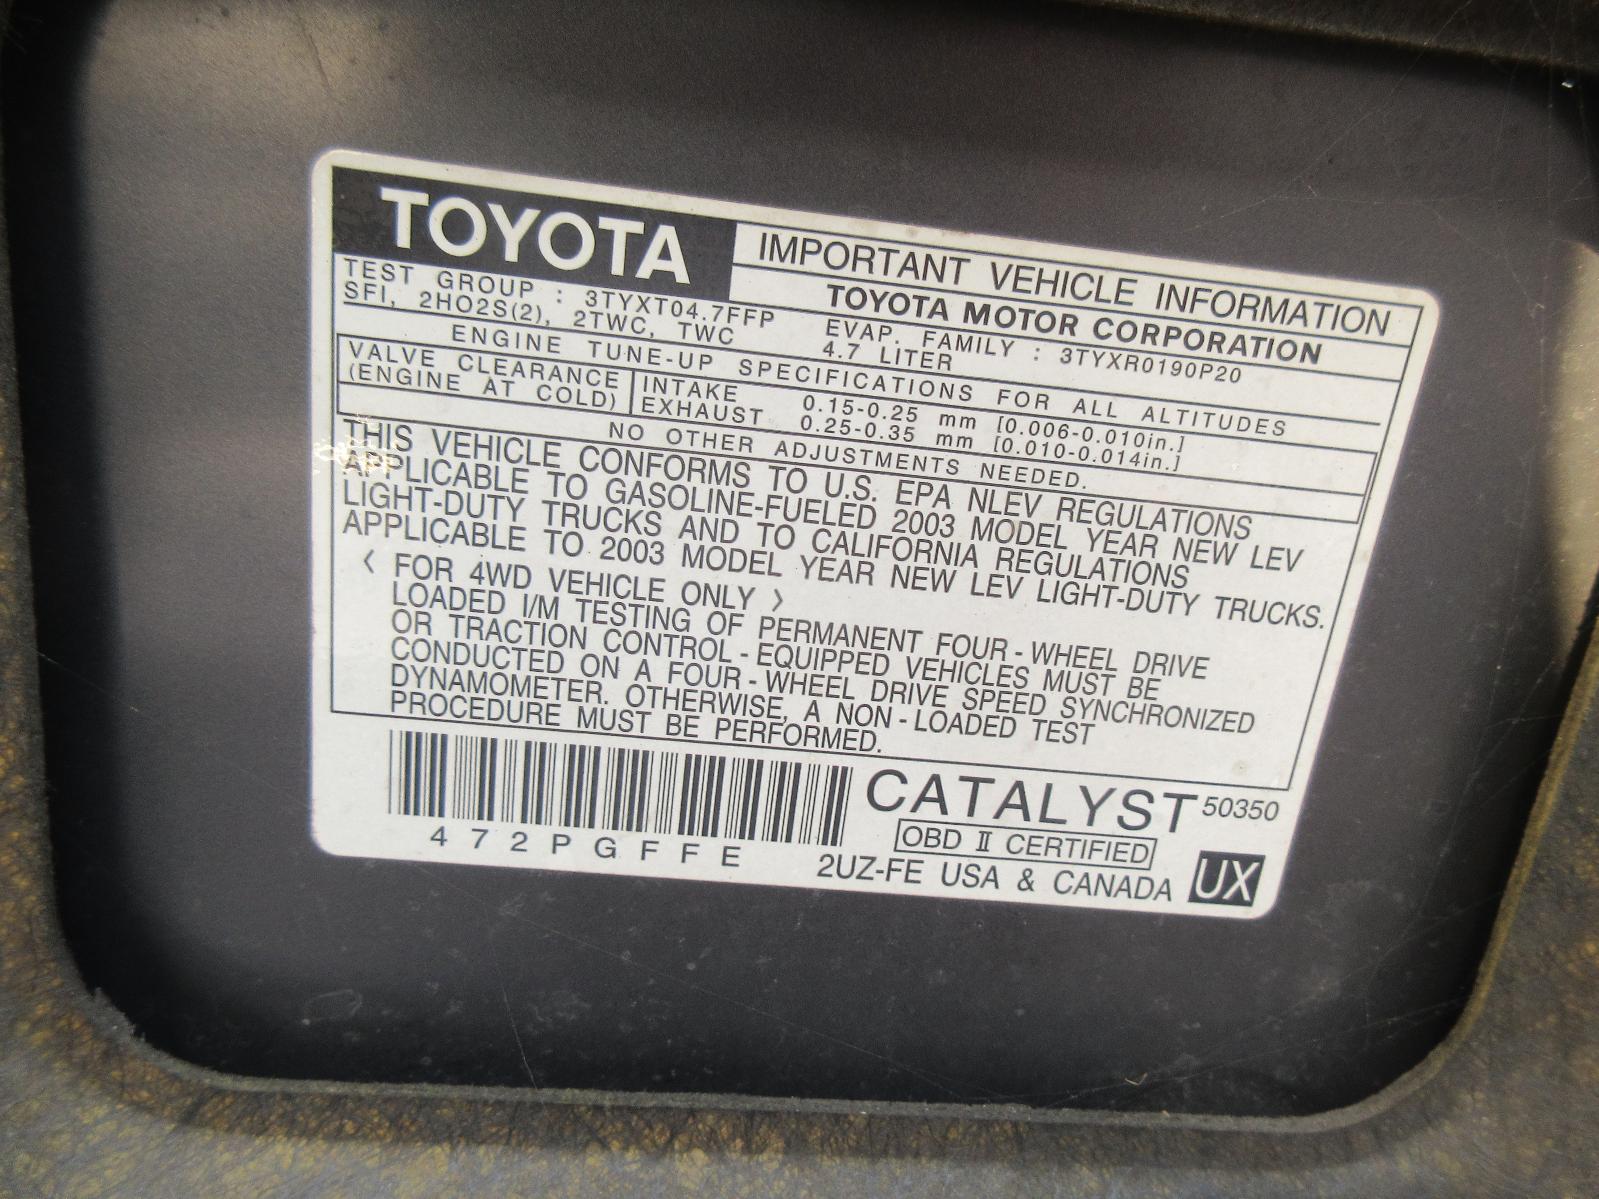 TOYOTA
IMPORTANT VEHICLE INFORMATION
TOYOTA MOTOR CORPORATION
TEST GROUP : 3TYXT04.7FFP EVAP. FAMILY : 3TYXR0190P20
SFI, 2HO2S(2), 2TWC, TWC 4.7 LITER
ENGINE TUNE-UP SPECIFICATIONS FOR ALL ALTITUDES
VALVE CLEARANCE INTAKE 0.15-0.25 mm [0.006-0.010in.]
(ENGINE AT COLD) EXHAUST 0.25-0.35 mm [0.010-0.014in.]
NO OTHER ADJUSTMENTS NEEDED.
THIS VEHICLE CONFORMS TO U.S. EPA NLEV REGULATIONS
APPLICABLE TO GASOLINE-FUELED 2003 MODEL YEAR NEW LEV
LIGHT-DUTY TRUCKS AND TO CALIFORNIA REGULATIONS
APPLICABLE TO 2003 MODEL YEAR NEW LEV LIGHT-DUTY TRUCKS.
< FOR 4WD VEHICLE ONLY >
LOADED I/M TESTING OF PERMANENT FOUR-WHEEL DRIVE
OR TRACTION CONTROL-EQUIPPED VEHICLES MUST BE
CONDUCTED ON A FOUR-WHEEL DRIVE SPEED SYNCHRONIZED
DYNAMOMETER. OTHERWISE, A NON-LOADED TEST
PROCEDURE MUST BE PERFORMED.
CATALYST 50350
OBD II CERTIFIED
472PGFFE
2UZ-FE USA & CANADA UX